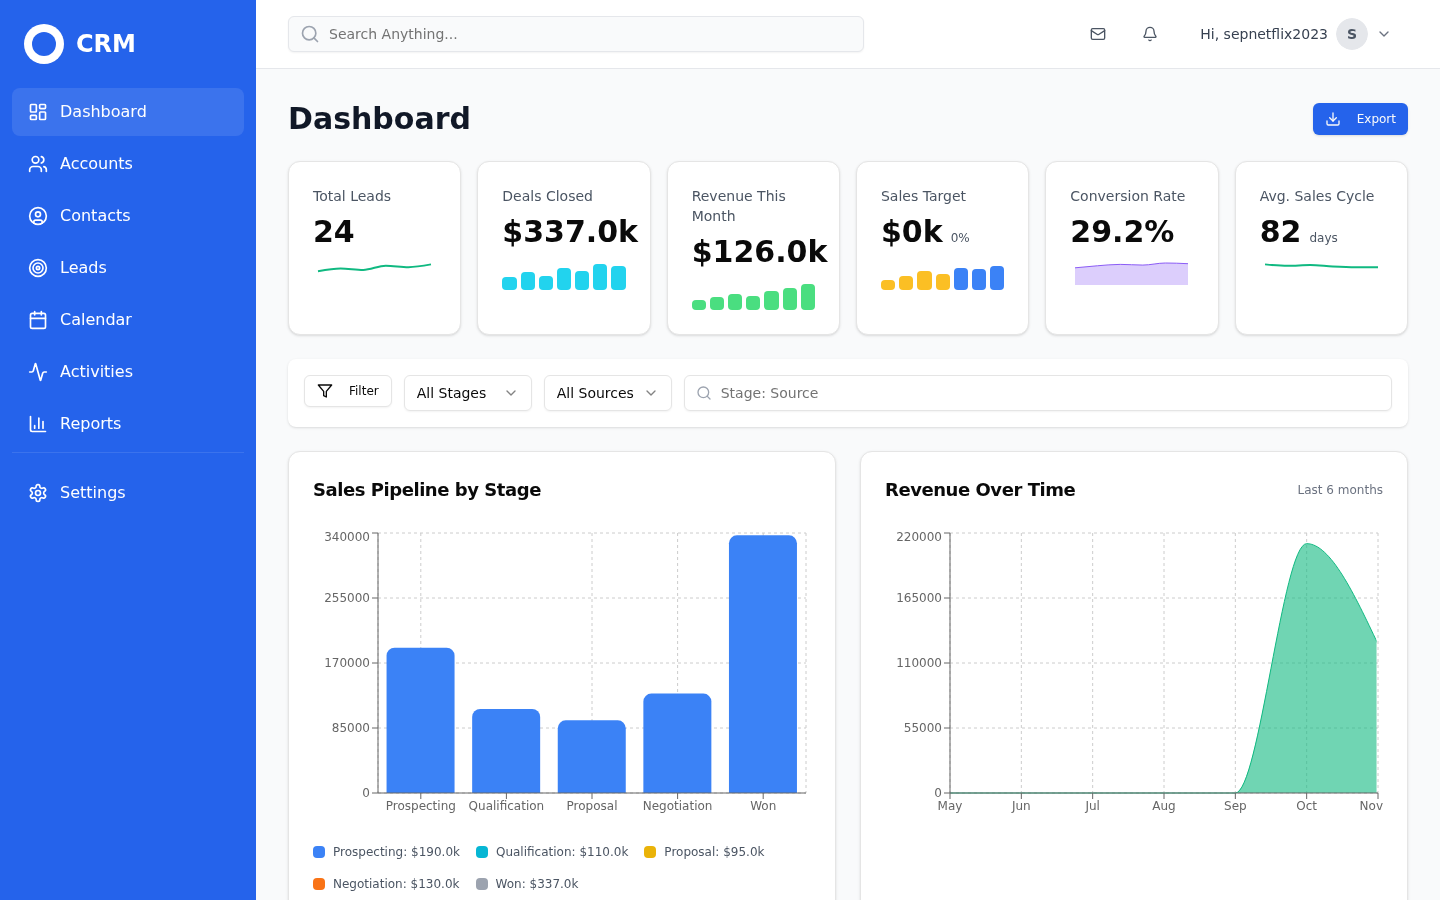 CRM
Search Anything...
Hi, sepnetflix2023
S
Dashboard
Accounts
Contacts
Leads
Calendar
Activities
Reports
Settings
Dashboard
Export
Total Leads
24
Deals Closed
$337.0k
Revenue This
Month
$126.0k
Sales Target
$0k 0%
Conversion Rate
29.2%
Avg. Sales Cycle
82 days
Filter
All Stages
All Sources
Stage: Source
Sales Pipeline by Stage
340000
255000
170000
85000
0
Prospecting Qualification Proposal Negotiation Won
Prospecting: $190.0k Qualification: $110.0k Proposal: $95.0k
Negotiation: $130.0k Won: $337.0k
Revenue Over Time
Last 6 months
220000
165000
110000
55000
0
May Jun Jul Aug Sep Oct Nov